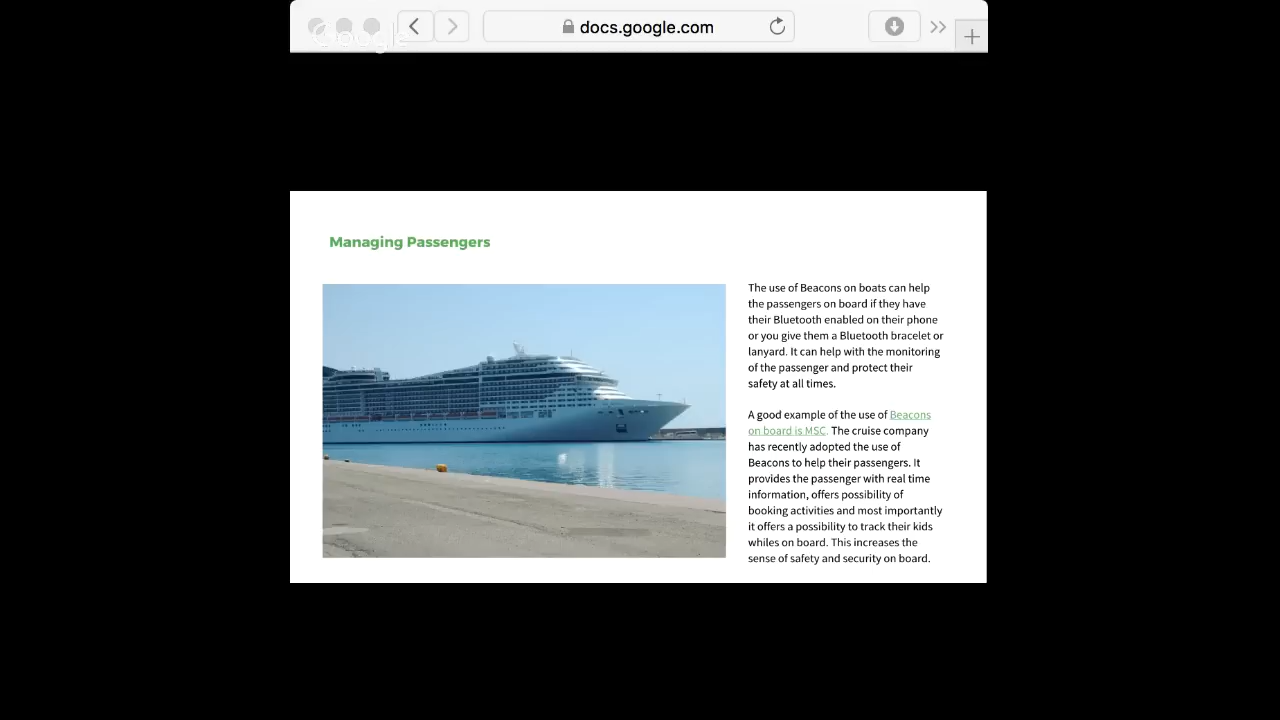 Google
docs.google.com
Managing Passengers
The use of Beacons on boats can help
the passengers on board if they have
their Bluetooth enabled on their phone
or you give them a Bluetooth bracelet or
lanyard. It can help with the monitoring
of the passenger and protect their
safety at all times.
A good example of the use of Beacons
on board is MSC. The cruise company
has recently adopted the use of
Beacons to help their passengers. It
provides the passenger with real time
information, offers possibility of
booking activities and most importantly
it offers a possibility to track their kids
whiles on board. This increases the
sense of safety and security on board.